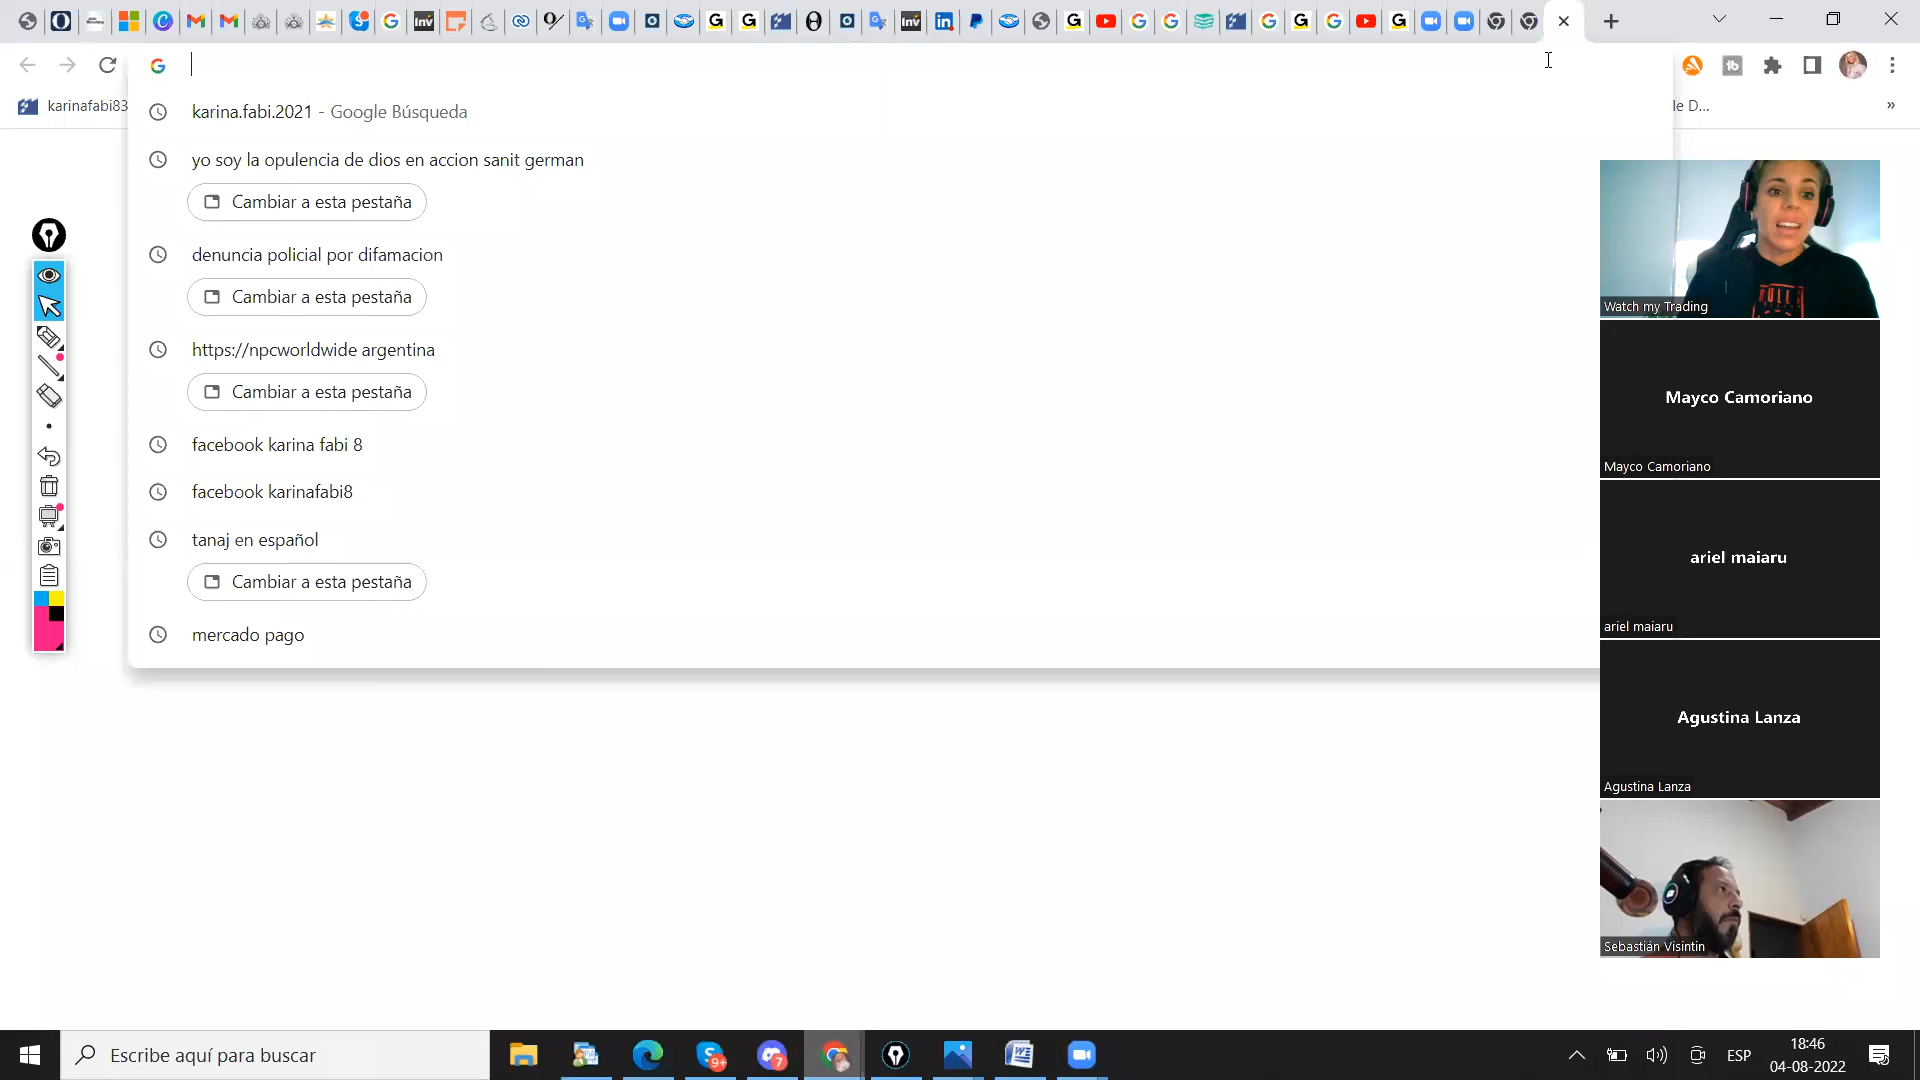 karinafabi83
le D...
»
karina.fabi.2021 - Google Búsqueda
yo soy la opulencia de dios en accion sanit german
Cambiar a esta pestaña
denuncia policial por difamacion
Cambiar a esta pestaña
https://npcworldwide argentina
Cambiar a esta pestaña
facebook karina fabi 8
facebook karinafabi8
tanaj en español
Cambiar a esta pestaña
mercado pago
Watch my Trading
Mayco Camoriano
Mayco Camoriano
ariel maiaru
ariel maiaru
Agustina Lanza
Agustina Lanza
Sebastián Visintin
Escribe aquí para buscar
9+
7
ESP
18:46
04-08-2022